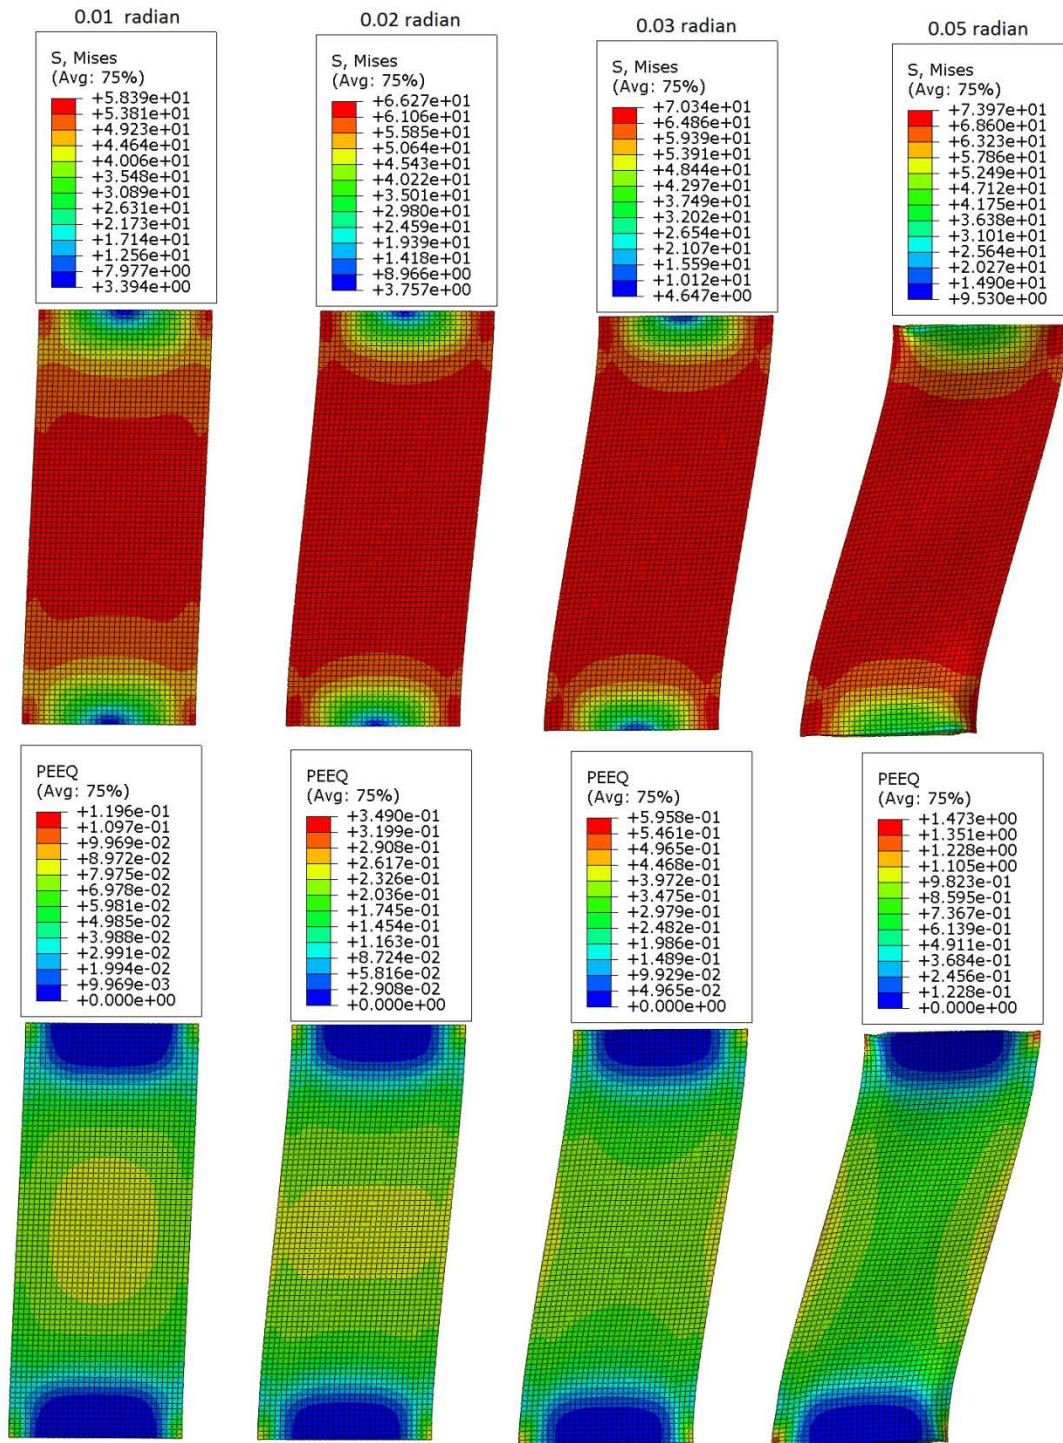 0.01 radian
S, Mises
(Avg: 75%)
+5.839e+01
+5.381e+01
+4.923e+01
+4.464e+01
+4.006e+01
+3.548e+01
+3.089e+01
+2.631e+01
+2.173e+01
+1.714e+01
+1.256e+01
+7.977e+00
+3.394e+00
0.02 radian
S, Mises
(Avg: 75%)
+6.627e+01
+6.106e+01
+5.585e+01
+5.064e+01
+4.543e+01
+4.022e+01
+3.501e+01
+2.980e+01
+2.459e+01
+1.939e+01
+1.418e+01
+8.966e+00
+3.757e+00
0.03 radian
S, Mises
(Avg: 75%)
+7.034e+01
+6.486e+01
+5.939e+01
+5.391e+01
+4.844e+01
+4.297e+01
+3.749e+01
+3.202e+01
+2.654e+01
+2.107e+01
+1.559e+01
+1.012e+01
+4.647e+00
0.05 radian
S, Mises
(Avg: 75%)
+7.397e+01
+6.860e+01
+6.323e+01
+5.786e+01
+5.249e+01
+4.712e+01
+4.175e+01
+3.638e+01
+3.101e+01
+2.564e+01
+2.027e+01
+1.490e+01
+9.530e+00
PEEQ
(Avg: 75%)
+1.196e-01
+1.097e-01
+9.969e-02
+8.972e-02
+7.975e-02
+6.978e-02
+5.981e-02
+4.985e-02
+3.988e-02
+2.991e-02
+1.994e-02
+9.969e-03
+0.000e+00
PEEQ
(Avg: 75%)
+3.490e-01
+3.199e-01
+2.908e-01
+2.617e-01
+2.326e-01
+2.036e-01
+1.745e-01
+1.454e-01
+1.163e-01
+8.724e-02
+5.816e-02
+2.908e-02
+0.000e+00
PEEQ
(Avg: 75%)
+5.958e-01
+5.461e-01
+4.965e-01
+4.468e-01
+3.972e-01
+3.475e-01
+2.979e-01
+2.482e-01
+1.986e-01
+1.489e-01
+9.929e-02
+4.965e-02
+0.000e+00
PEEQ
(Avg: 75%)
+1.473e+00
+1.351e+00
+1.228e+00
+1.105e+00
+9.823e-01
+8.595e-01
+7.367e-01
+6.139e-01
+4.911e-01
+3.684e-01
+2.456e-01
+1.228e-01
+0.000e+00